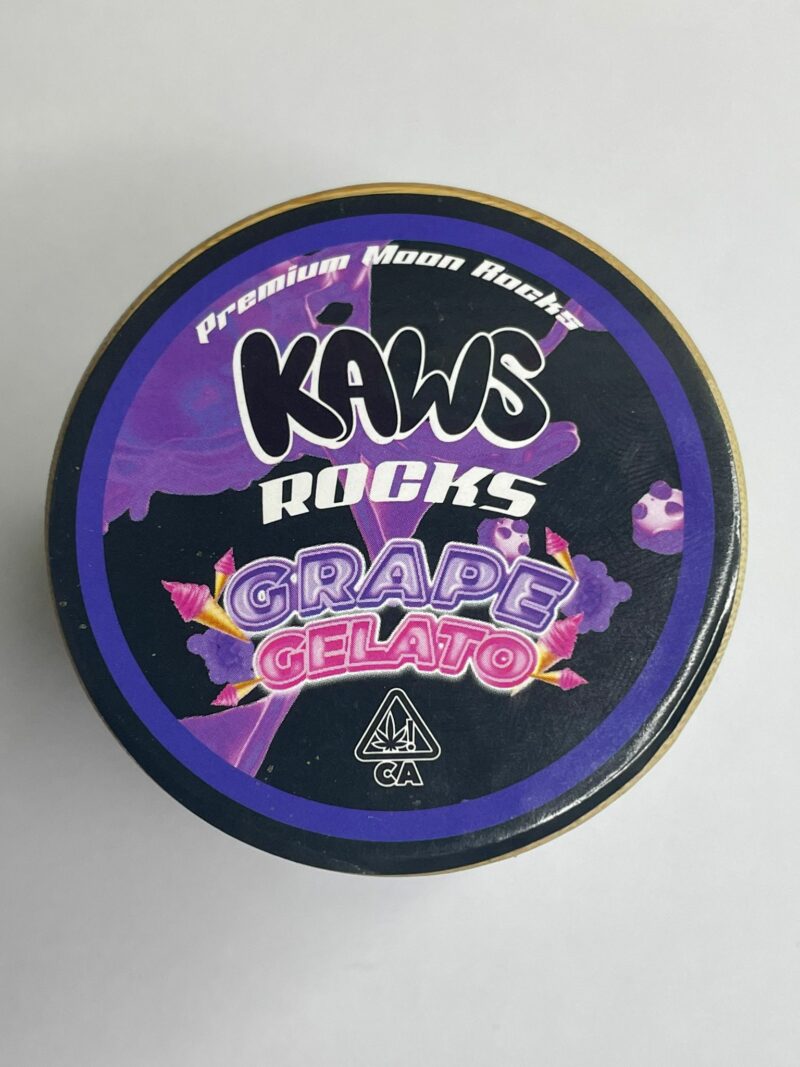 Premium Moon Rocks
KAWS
ROCKS
GRAPE
GELATO
!
CA